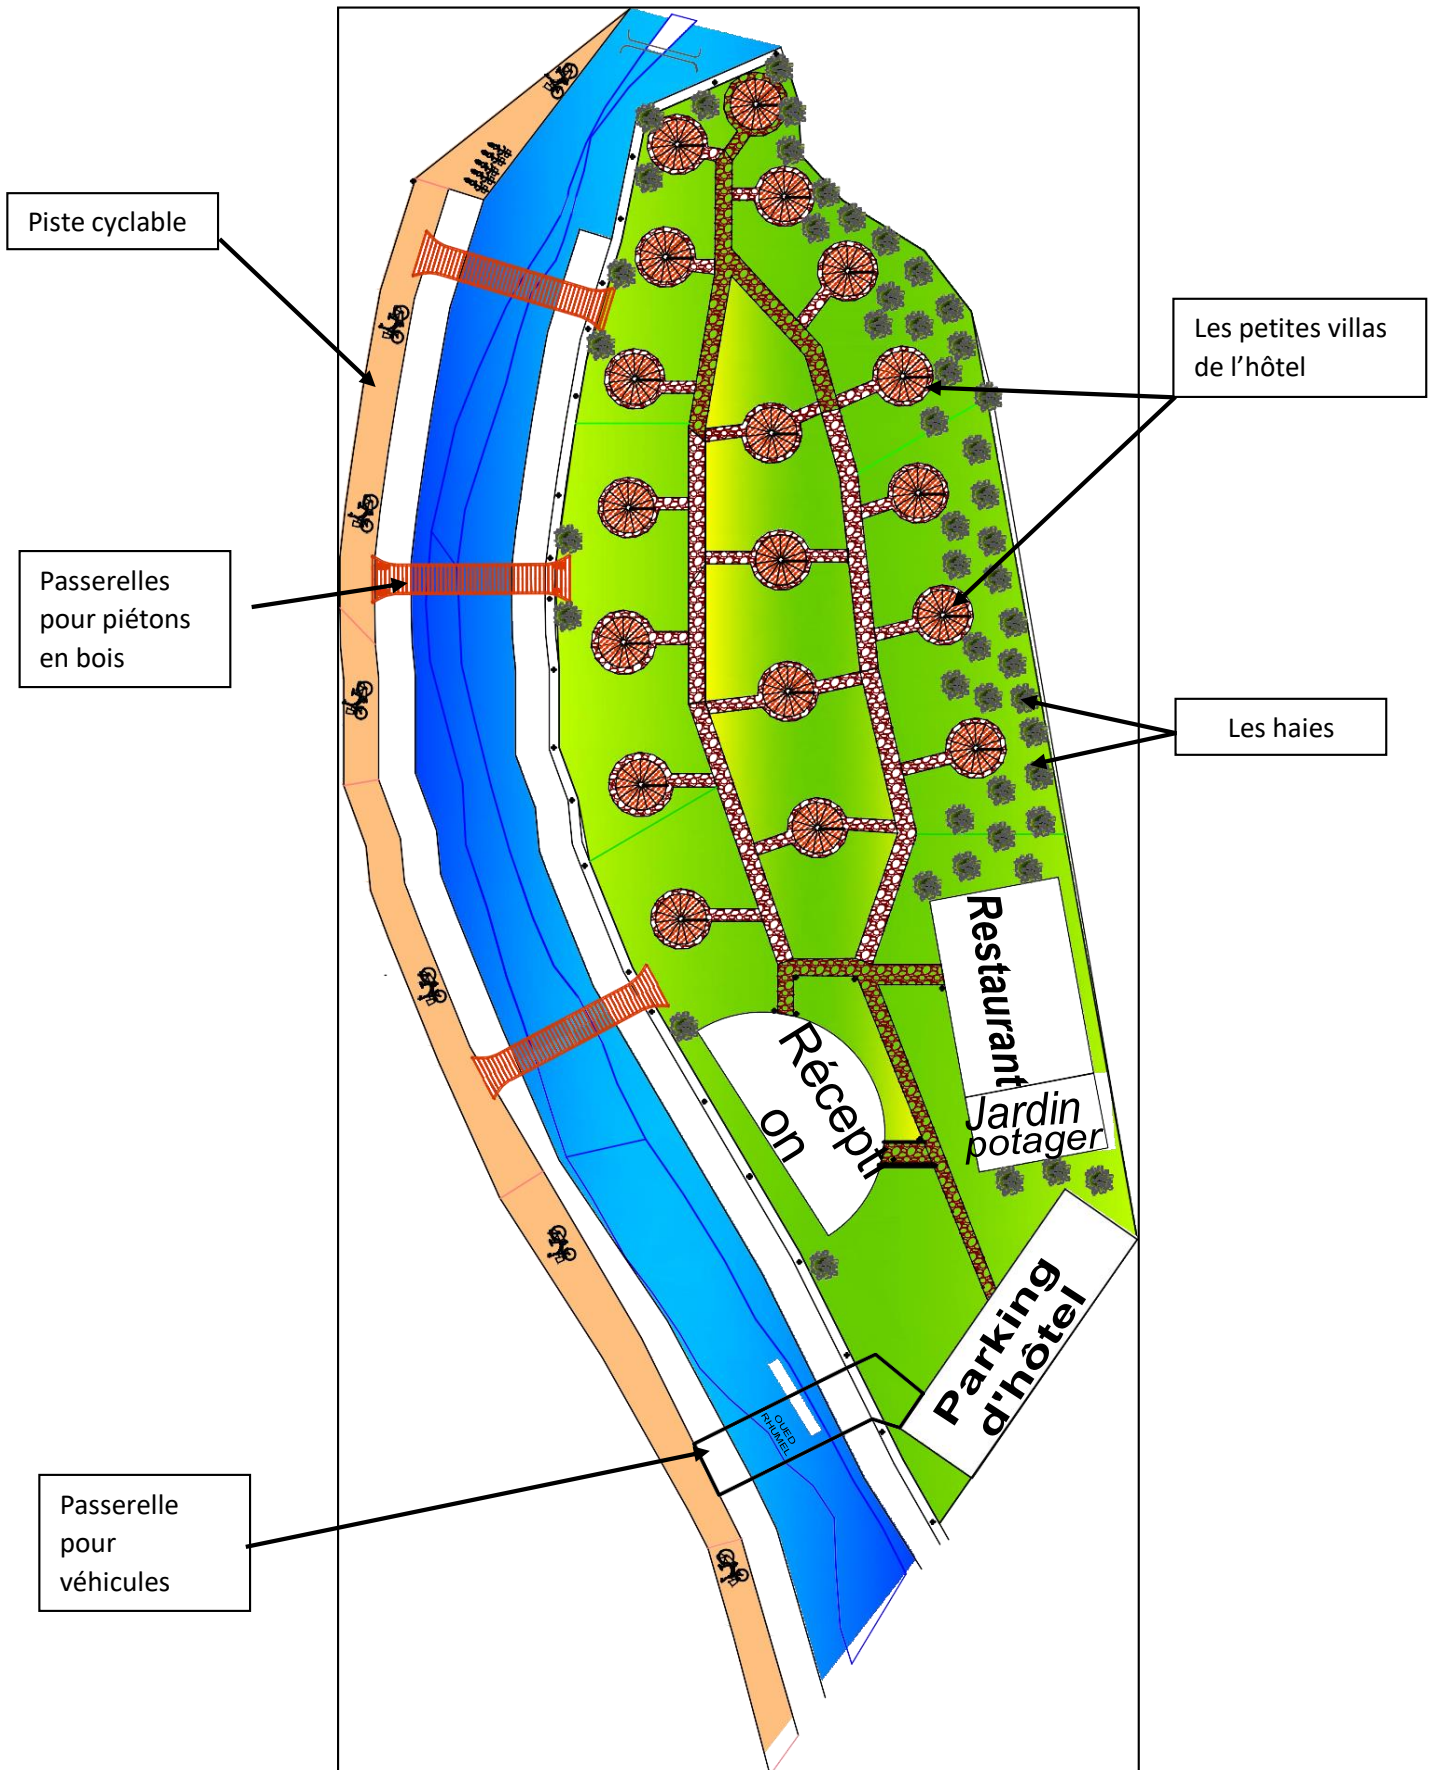 Piste cyclable
Les petites villas
de l’hôtel
Passerelles
pour piétons
en bois
Les haies
Restaurant
Récepti
on
Jardin
potager
Parking
d'hôtel
OUED
RHUMEL
Passerelle
pour
véhicules